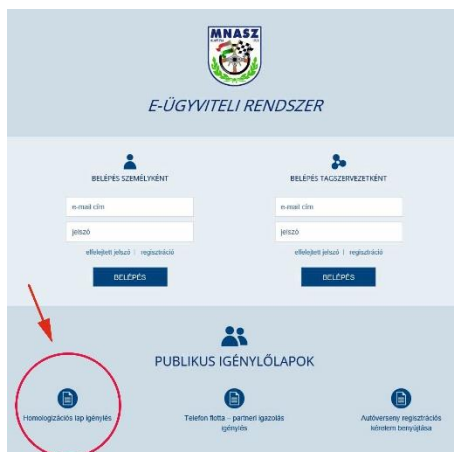 MNASZ
E-ÜGYVITELI RENDSZER
BELÉPÉS SZEMÉLYKÉNT
BELÉPÉS TAGSZERVEZETKÉNT
e-mail cím
e-mail cím
jelszó
jelszó
elfelejtett jelszó | regisztráció
elfelejtett jelszó | regisztráció
BELÉPÉS
BELÉPÉS
PUBLIKUS IGÉNYLŐLAPOK
Homologizációs lap igénylés
Telefon flotta – partneri igazolás
igénylés
Autóverseny regisztrációs
kérelem benyújtása